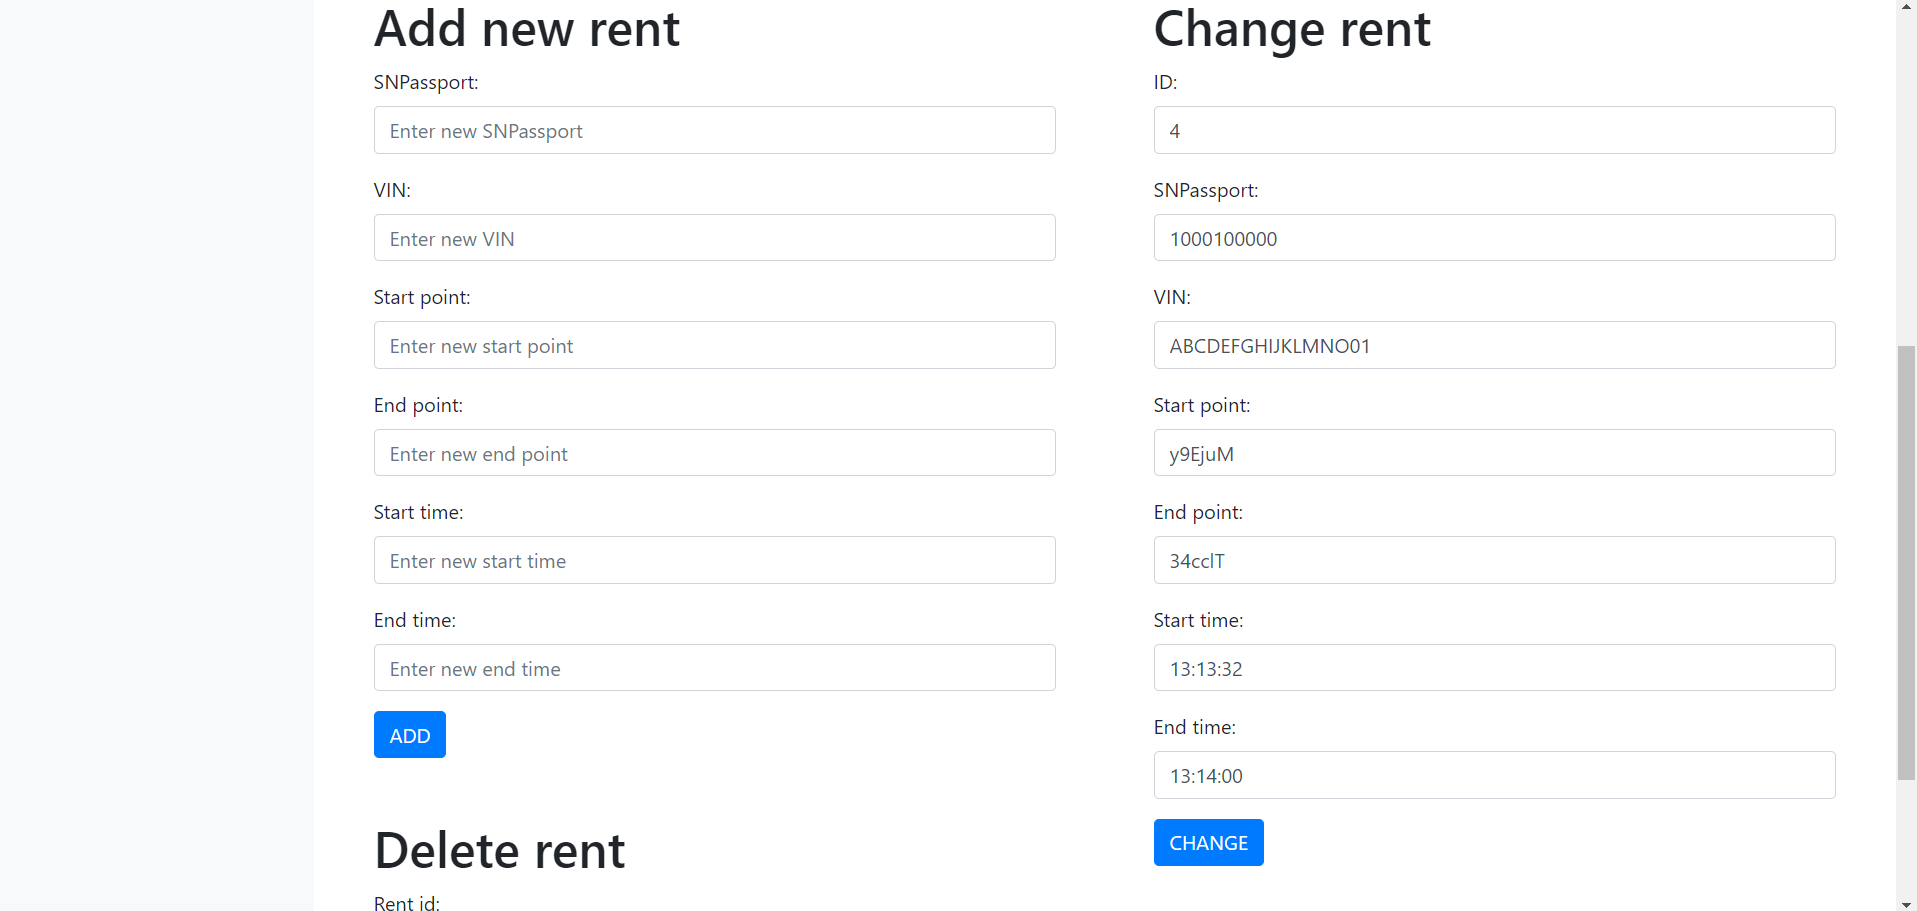 Add new rent
SNPassport:
Enter new SNPassport
VIN:
Enter new VIN
Start point:
Enter new start point
End point:
Enter new end point
Start time:
Enter new start time
End time:
Enter new end time
ADD
Delete rent
Rent id:
Change rent
ID:
4
SNPassport:
1000100000
VIN:
ABCDEFGHIJKLMNO01
Start point:
y9EjuM
End point:
34cclT
Start time:
13:13:32
End time:
13:14:00
CHANGE